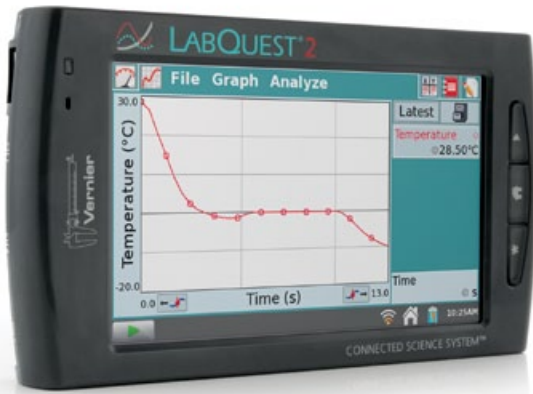 LABQUEST®2
File Graph Analyze
30.0
Temperature (°C)
-20.0
0.0
Time (s)
13.0
Latest
Temperature
28.50°C
Time
s
10:25AM
Vernier
CONNECTED SCIENCE SYSTEM™